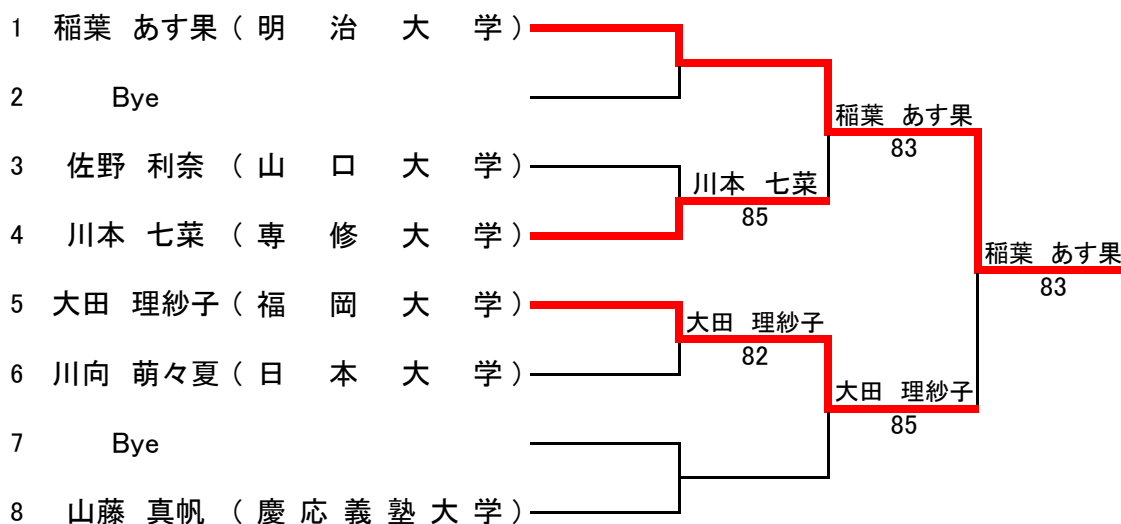 1 稲葉 あす果 ( 明 治 大 学 )
2 Bye
稲葉 あす果
83
3 佐野 利奈 ( 山 口 大 学 )
川本 七菜
85
4 川本 七菜 ( 専 修 大 学 )
稲葉 あす果
83
5 大田 理紗子 ( 福 岡 大 学 )
大田 理紗子
82
6 川向 萌々夏 ( 日 本 大 学 )
大田 理紗子
85
7 Bye
8 山藤 真帆 ( 慶 応 義 塾 大 学 )